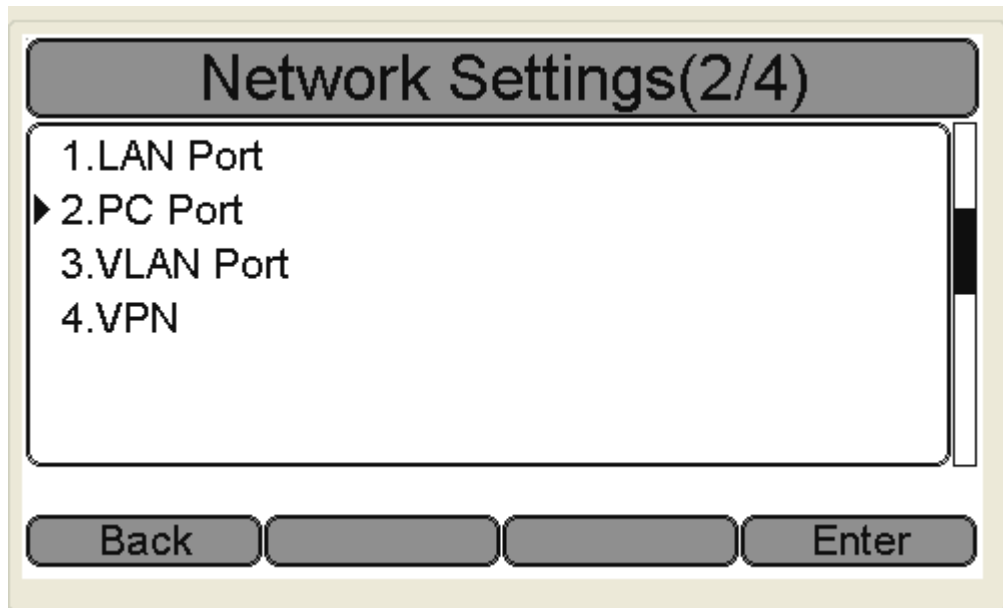 Network Settings(2/4)
1.LAN Port
2.PC Port
3.VLAN Port
4.VPN
Back Enter